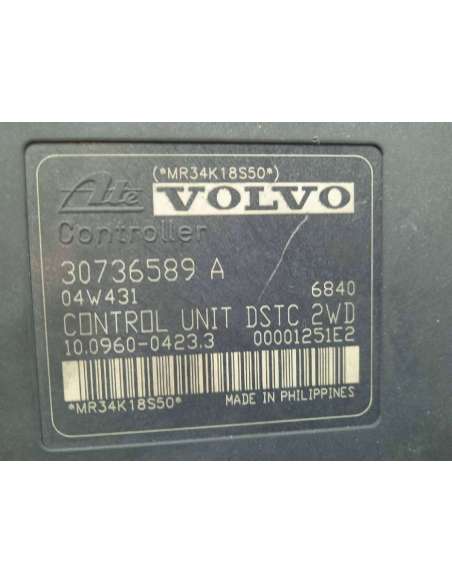 (*MR34K18S50*)
Ate VOLVO
Controller
30736589 A
04W431 6840
CONTROL UNIT DSTC 2WD
10.0960-0423.3 00001251E2
*MR34K18S50* MADE IN PHILIPPINES